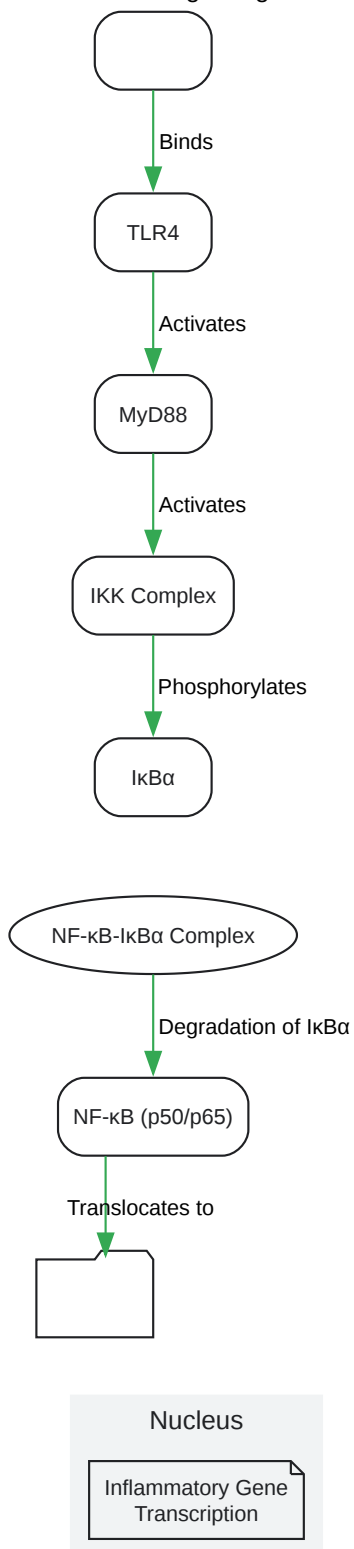 Binds
TLR4
Activates
MyD88
Activates
IKK Complex
Phosphorylates
IκBα
NF-κB-IκBα Complex
Degradation of IκBα
NF-κB (p50/p65)
Translocates to
Nucleus
Inflammatory Gene
Transcription